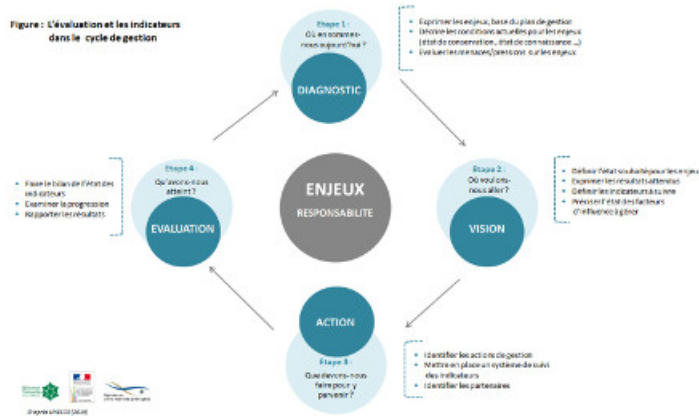 Figure : L'évaluation et les indicateurs
dans le cycle de gestion
Etape 1 :
Où en sommes-
nous aujourd'hui ?
DIAGNOSTIC
Exprimer les enjeux, base du plan de gestion
Décrire les conditions actuelles pour les enjeux
(état de conservation, état de connaissance ...)
Evaluer les menaces/pressions sur les enjeux
Etape 4 :
Qu'avons-nous
atteint ?
EVALUATION
Faire le bilan de l'état des
indicateurs
Examiner la progression
Rapporter les résultats
ENJEUX
RESPONSABILITE
Etape 2 :
Où voulons-
nous aller ?
VISION
Définir l'état souhaité pour les enjeux
Exprimer les résultats attendus
Définir les indicateurs à suivre
Préciser l'état des facteurs
d'influence à gérer
ACTION
Etape 3 :
Que devons-nous
faire pour y
parvenir ?
Identifier les actions de gestion
Mettre en place un système de suivi
des indicateurs
Identifier les partenaires
D'après UNESCO